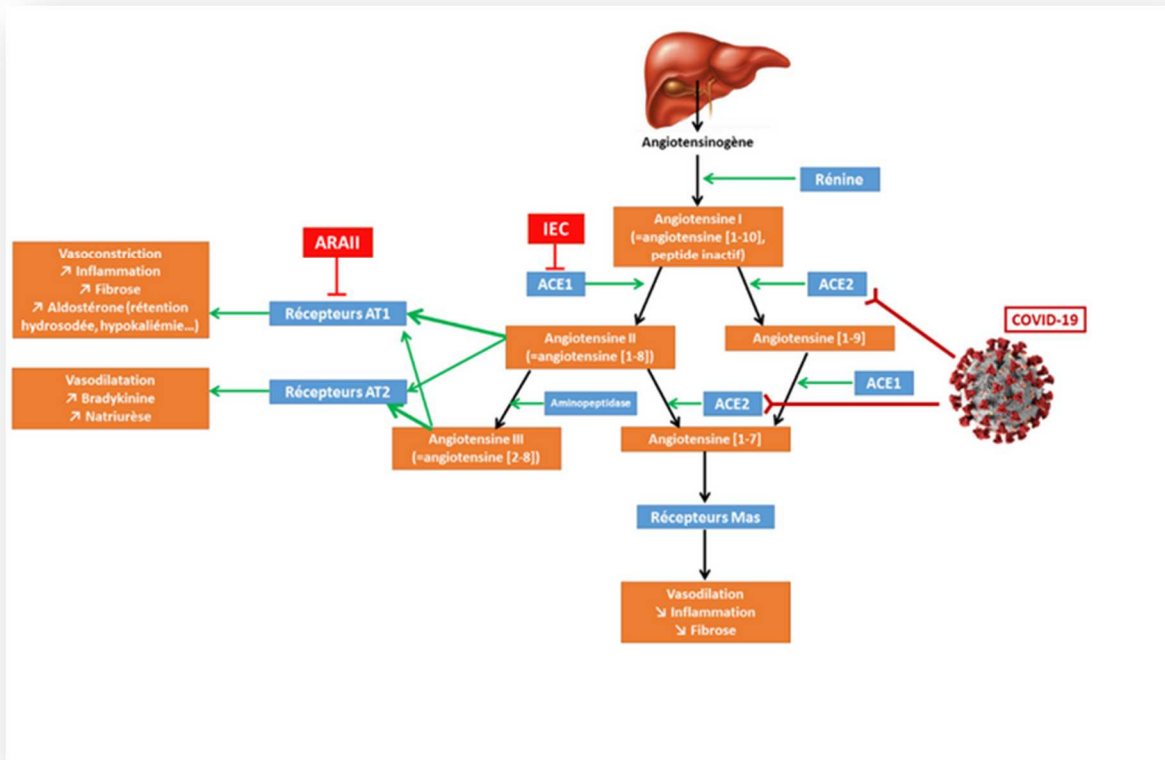 Angiotensinogène
Rénine
Angiotensine I
(=angiotensine [1-10],
peptide inactif)
IEC
ARAII
ACE1
ACE2
Vasoconstriction
↗ Inflammation
↗ Fibrose
↗ Aldostérone (rétention
hydrosodée, hypokaliémie...)
Récepteurs AT1
COVID-19
Angiotensine II
(=angiotensine [1-8])
Angiotensine [1-9]
Vasodilatation
↗ Bradykinine
↗ Natriurèse
Récepteurs AT2
Aminopeptidase
ACE2
ACE1
Angiotensine III
(=angiotensine [2-8])
Angiotensine [1-7]
Récepteurs Mas
Vasodilation
↘ Inflammation
↘ Fibrose